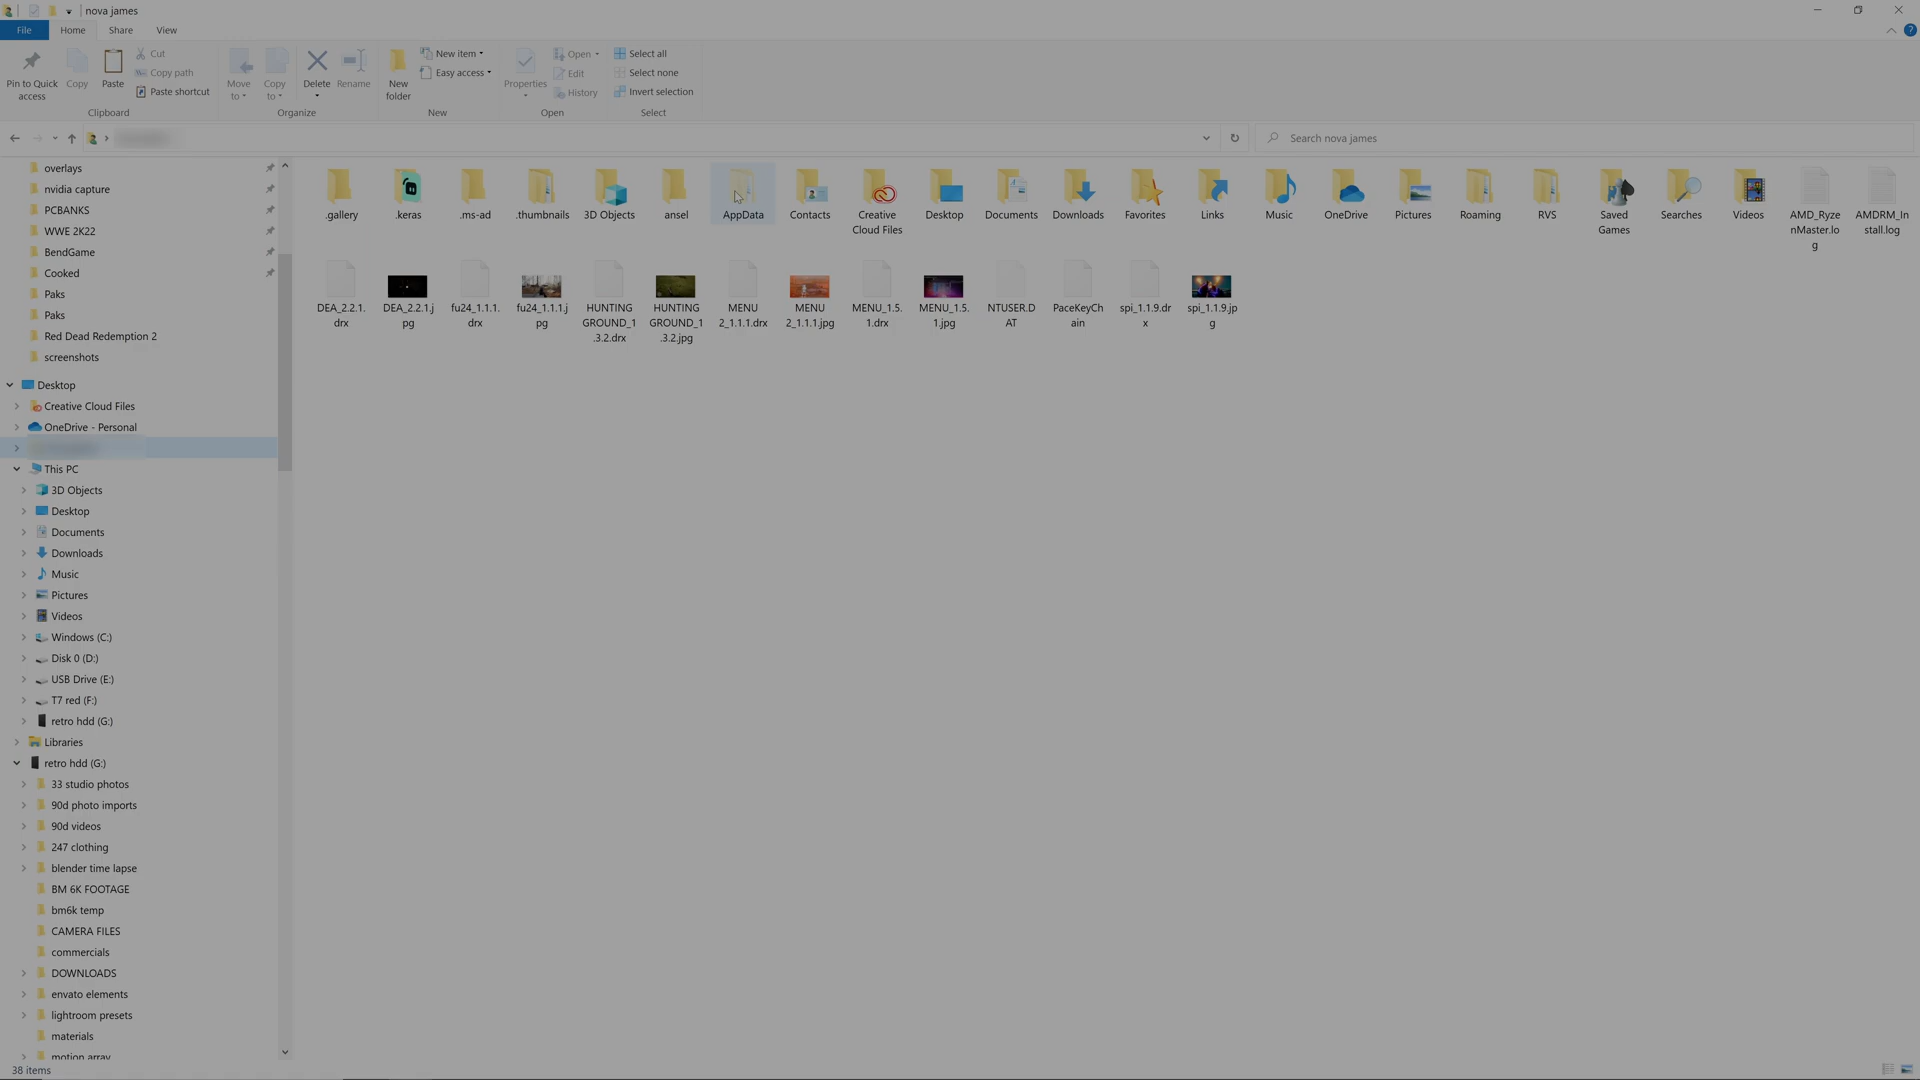 nova james
File
Home
Share
View
Pin to Quick
access
Copy
Paste
Cut
Copy path
Paste shortcut
Move
to
Copy
to
Delete
Rename
New
folder
New item
Easy access
Properties
Open
Edit
History
Select all
Select none
Invert selection
Clipboard
Organize
New
Open
Select
Search nova james
overlays
nvidia capture
PCBANKS
WWE 2K22
BendGame
Cooked
Paks
Paks
Red Dead Redemption 2
screenshots
Desktop
Creative Cloud Files
OneDrive - Personal
This PC
3D Objects
Desktop
Documents
Downloads
Music
Pictures
Videos
Windows (C:)
Disk 0 (D:)
USB Drive (E:)
T7 red (F:)
retro hdd (G:)
Libraries
retro hdd (G:)
33 studio photos
90d photo imports
90d videos
247 clothing
blender time lapse
BM 6K FOOTAGE
bm6k temp
CAMERA FILES
commercials
DOWNLOADS
envato elements
lightroom presets
materials
motion array
.gallery
.keras
.ms-ad
.thumbnails
3D Objects
ansel
AppData
Contacts
Creative
Cloud Files
Desktop
Documents
Downloads
Favorites
Links
Music
OneDrive
Pictures
Roaming
RVS
Saved
Games
Searches
Videos
AMD_Ryze
nMaster.lo
g
AMDRM_In
stall.log
DEA_2.2.1.
drx
DEA_2.2.1.j
pg
fu24_1.1.1.
drx
fu24_1.1.1.j
pg
HUNTING
GROUND_1
.3.2.drx
HUNTING
GROUND_1
.3.2.jpg
MENU
2_1.1.1.drx
MENU
2_1.1.1.jpg
MENU_1.5.
1.drx
MENU_1.5.
1.jpg
NTUSER.D
AT
PaceKeyCh
ain
spi_1.1.9.dr
x
spi_1.1.9.jp
g
38 items